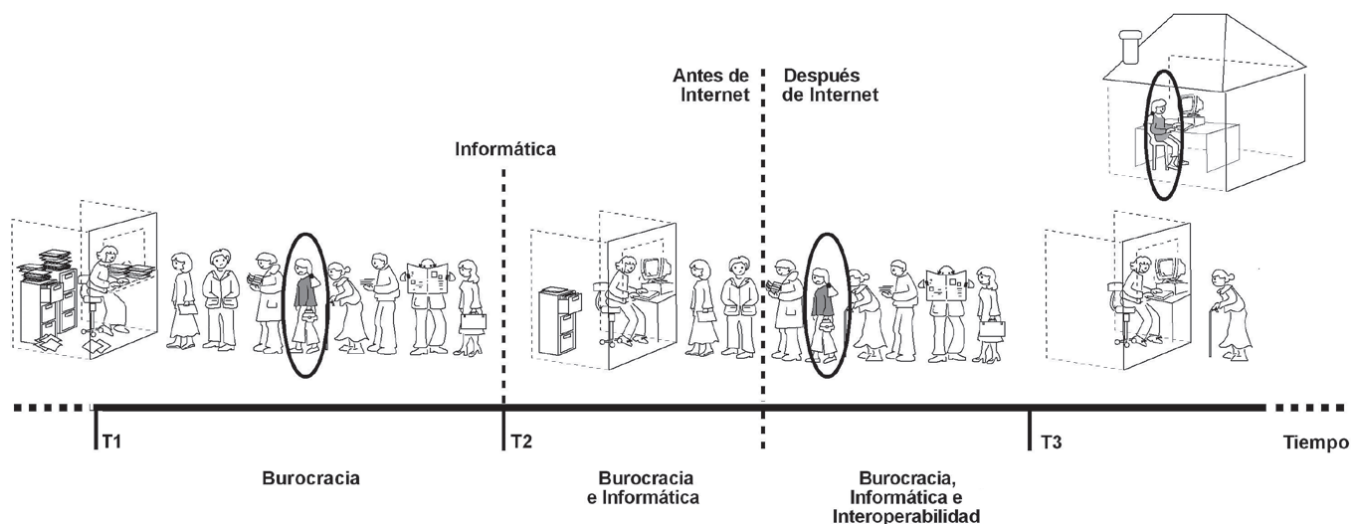 Antes de
Internet
Después
de Internet
Informática
T1
T2
T3
Tiempo
Burocracia
Burocracia
e Informática
Burocracia,
Informática e
Interoperabilidad